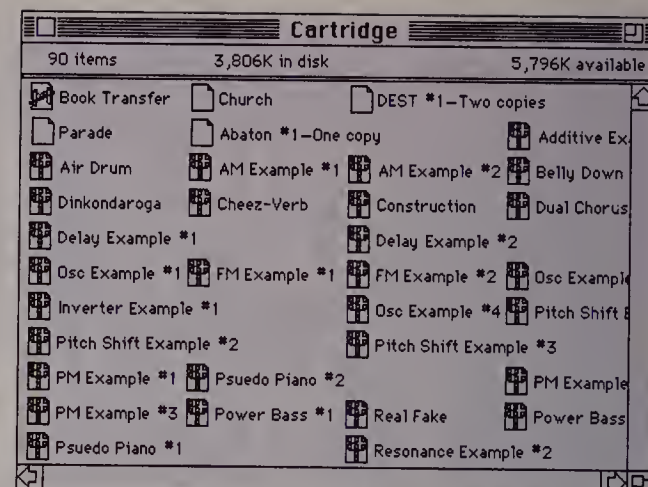 Cartridge
90 items 3,806K in disk 5,796K available
Book Transfer Church DEST #1–Two copies
Parade Abaton #1–One copy Additive Ex
Air Drum AM Example #1 AM Example #2 Belly Down
Dinkondaroga Cheez-Verb Construction Dual Chorus
Delay Example #1 Delay Example #2
Osc Example #1 FM Example #1 FM Example #2 Osc Example
Inverter Example #1 Osc Example #4 Pitch Shift E
Pitch Shift Example #2 Pitch Shift Example #3
PM Example #1 Psuedo Piano #2 PM Example
PM Example #3 Power Bass #1 Real Fake Power Bass
Psuedo Piano #1 Resonance Example #2